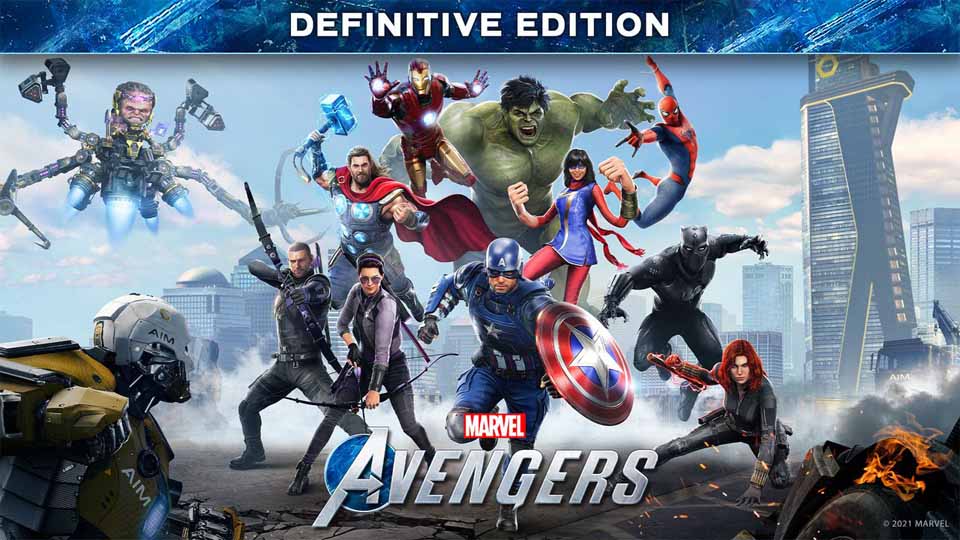 DEFINITIVE EDITION
A
AIM
AIM
AIM
MARVEL
AVENGERS
© 2021 MARVEL